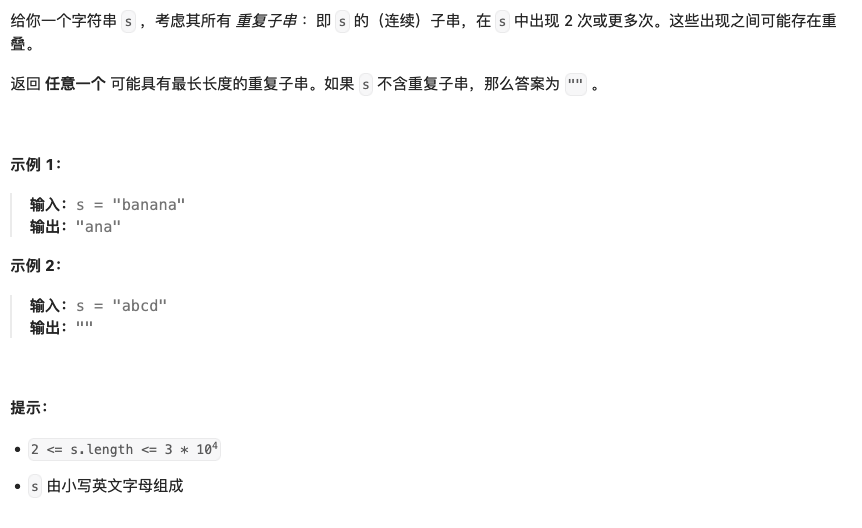 给你一个字符串 s ，考虑其所有 重复子串 ：即 s 的（连续）子串，在 s 中出现 2 次或更多次。这些出现之间可能存在重
叠。
返回 任意一个 可能具有最长长度的重复子串。如果 s 不含重复子串，那么答案为 "" 。
示例 1：
输入：s = "banana"
输出："ana"
示例 2：
输入：s = "abcd"
输出：""
提示：
• 2 <= s.length <= 3 * 10⁴
• s 由小写英文字母组成